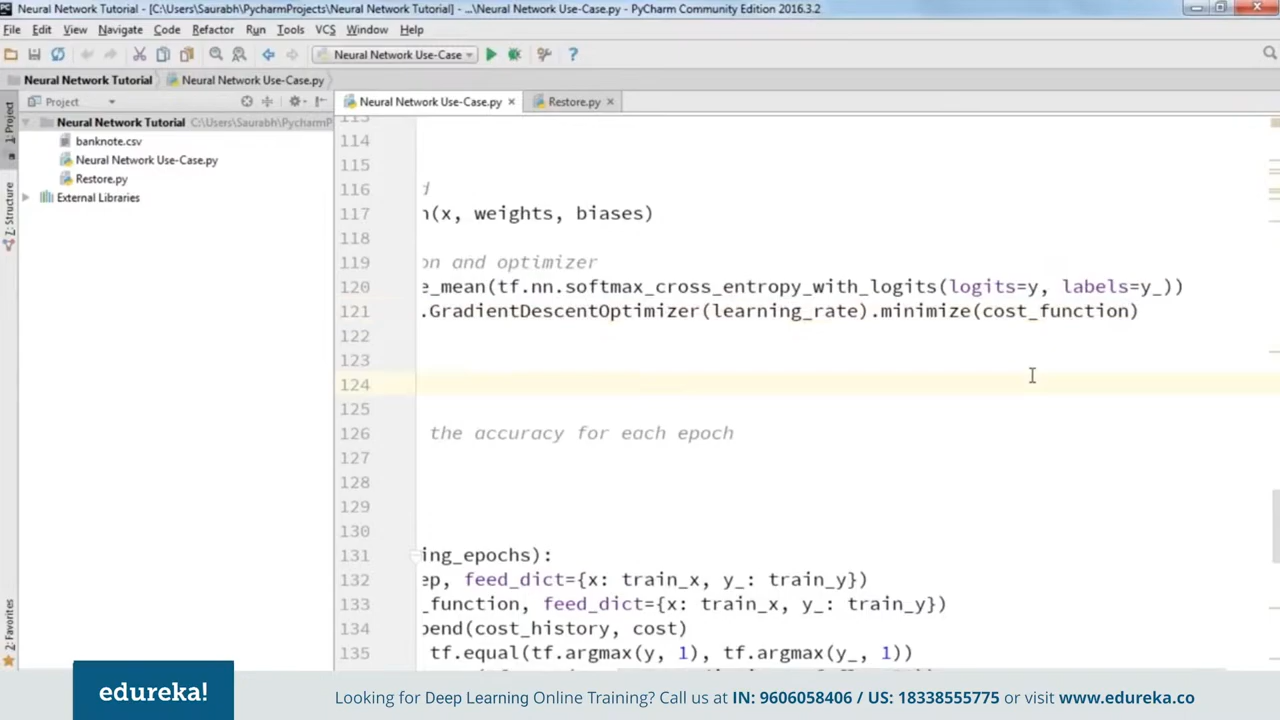 Neural Network Tutorial - [C:\Users\Saurabh\PycharmProjects\Neural Network Tutorial] - ...\Neural Network Use-Case.py - PyCharm Community Edition 2016.3.2
File Edit View Navigate Code Refactor Run Tools VCS Window Help
Neural Network Use-Case
Neural Network Tutorial Neural Network Use-Case.py
Project
Neural Network Use-Case.py Restore.py
1: Project
Z: Structure
2: Favorites
Neural Network Tutorial C:\Users\Saurabh\PycharmP
banknote.csv
Neural Network Use-Case.py
Restore.py
External Libraries
113
114
115
116 d
117 n(x, weights, biases)
118
119 on and optimizer
120 e_mean(tf.nn.softmax_cross_entropy_with_logits(logits=y, labels=y_))
121 .GradientDescentOptimizer(learning_rate).minimize(cost_function)
122
123
124
125
126 the accuracy for each epoch
127
128
129
130
131 ing_epochs):
132 ep, feed_dict={x: train_x, y_: train_y})
133 _function, feed_dict={x: train_x, y_: train_y})
134 pend(cost_history, cost)
135 tf.equal(tf.argmax(y, 1), tf.argmax(y_, 1))
edureka!
Looking for Deep Learning Online Training? Call us at IN: 9606058406 / US: 18338555775 or visit www.edureka.co